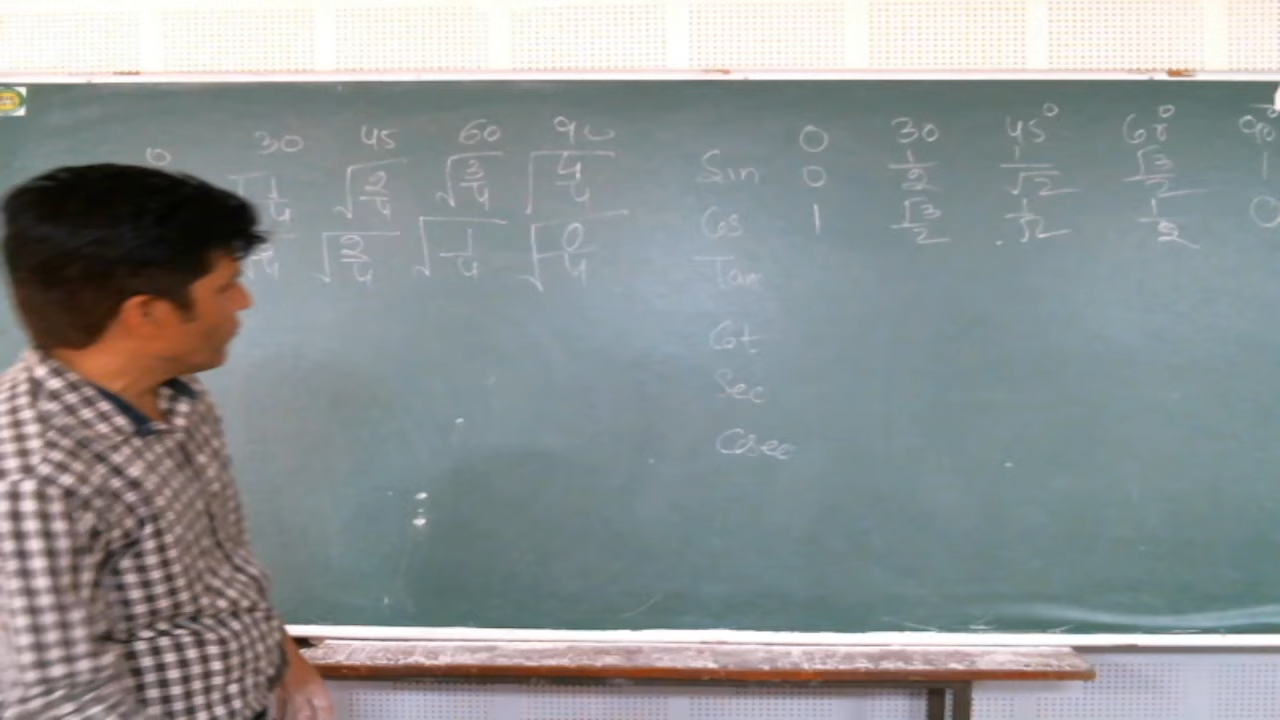 0 30 45 60 90
√1/4 √2/4 √3/4 √4/4
√2/4 √1/4 √0/4
0 30 45° 60° 90°
Sin 0 1/2 1/√2 √3/2 1
Cos 1 √3/2 1/√2 1/2 0
Tan
Cot
Sec
Cosec